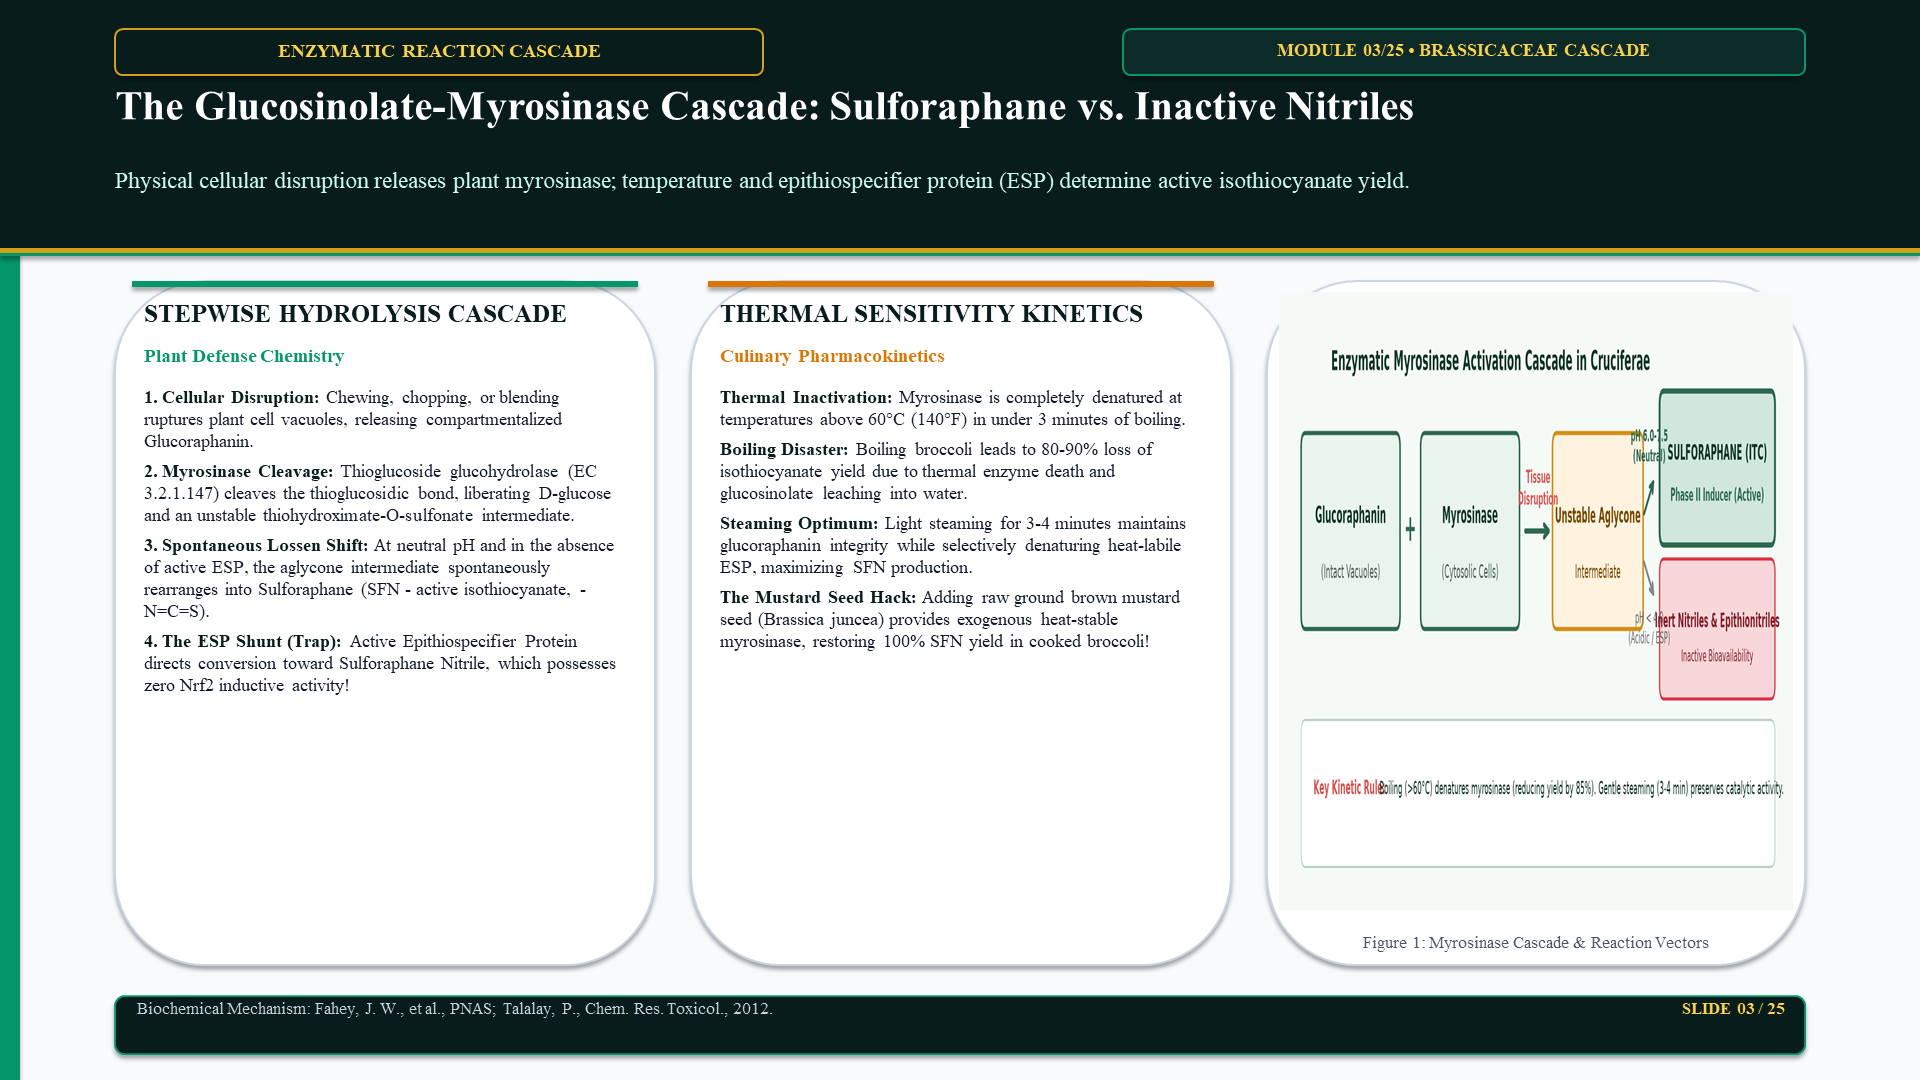 ENZYMATIC REACTION CASCADE
MODULE 03/25 • BRASSICACEAE CASCADE
The Glucosinolate-Myrosinase Cascade: Sulforaphane vs. Inactive Nitriles
Physical cellular disruption releases plant myrosinase; temperature and epithiospecifier protein (ESP) determine active isothiocyanate yield.
STEPWISE HYDROLYSIS CASCADE
Plant Defense Chemistry
1. Cellular Disruption: Chewing, chopping, or blending
ruptures plant cell vacuoles, releasing compartmentalized
Glucoraphanin.
2. Myrosinase Cleavage: Thioglucoside glucohydrolase (EC
3.2.1.147) cleaves the thioglucosidic bond, liberating D-glucose
and an unstable thiohydroximate-O-sulfonate intermediate.
3. Spontaneous Lossen Shift: At neutral pH and in the absence
of active ESP, the aglycone intermediate spontaneously
rearranges into Sulforaphane (SFN - active isothiocyanate, -
N=C=S).
4. The ESP Shunt (Trap): Active Epithiospecifier Protein
directs conversion toward Sulforaphane Nitrile, which possesses
zero Nrf2 inductive activity!
THERMAL SENSITIVITY KINETICS
Culinary Pharmacokinetics
Thermal Inactivation: Myrosinase is completely denatured at
temperatures above 60°C (140°F) in under 3 minutes of boiling.
Boiling Disaster: Boiling broccoli leads to 80-90% loss of
isothiocyanate yield due to thermal enzyme death and
glucosinolate leaching into water.
Steaming Optimum: Light steaming for 3-4 minutes maintains
glucoraphanin integrity while selectively denaturing heat-labile
ESP, maximizing SFN production.
The Mustard Seed Hack: Adding raw ground brown mustard
seed (Brassica juncea) provides exogenous heat-stable
myrosinase, restoring 100% SFN yield in cooked broccoli!
Enzymatic Myrosinase Activation Cascade in Cruciferae
Glucoraphanin
(Intact Vacuoles)
+
Myrosinase
(Cytosolic Cells)
Tissue
Disruption
Unstable Aglycone
Intermediate
pH 6.0-7.5
(Neutral)
SULFORAPHANE (ITC)
Phase II Inducer (Active)
pH <
(Acidic / ESP)
Inert Nitriles & Epithionitriles
Inactive Bioavailability
Key Kinetic Rule:
Boiling (>60°C) denatures myrosinase (reducing yield by 85%). Gentle steaming (3-4 min) preserves catalytic activity.
Figure 1: Myrosinase Cascade & Reaction Vectors
Biochemical Mechanism: Fahey, J. W., et al., PNAS; Talalay, P., Chem. Res. Toxicol., 2012.
SLIDE 03 / 25